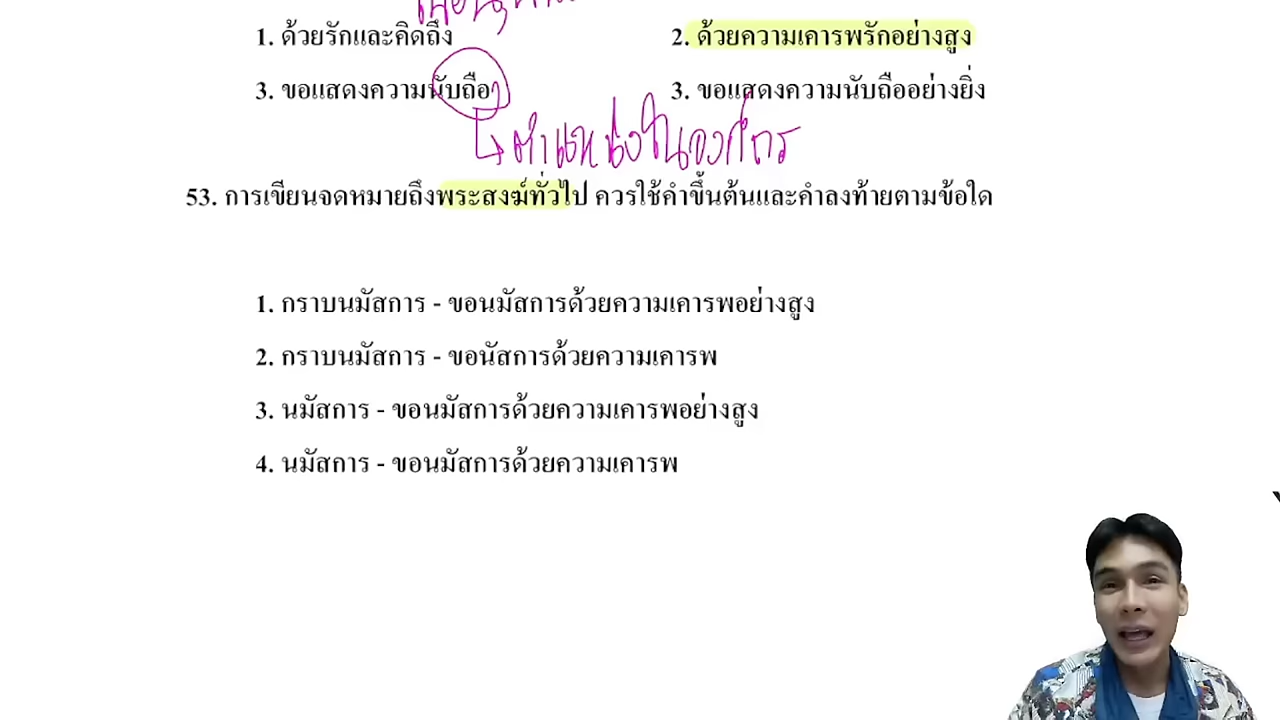 1. ด้วยรักและคิดถึง 2. ด้วยความเคารพรักอย่างสูง
3. ขอแสดงความนับถือ 3. ขอแสดงความนับถืออย่างยิ่ง
ตำแหน่งในองค์กร
53. การเขียนจดหมายถึงพระสงฆ์ทั่วไป ควรใช้คำขึ้นต้นและคำลงท้ายตามข้อใด
1. กราบนมัสการ - ขอนมัสการด้วยความเคารพอย่างสูง
2. กราบนมัสการ - ขอนัสการด้วยความเคารพ
3. นมัสการ - ขอนมัสการด้วยความเคารพอย่างสูง
4. นมัสการ - ขอนมัสการด้วยความเคารพ